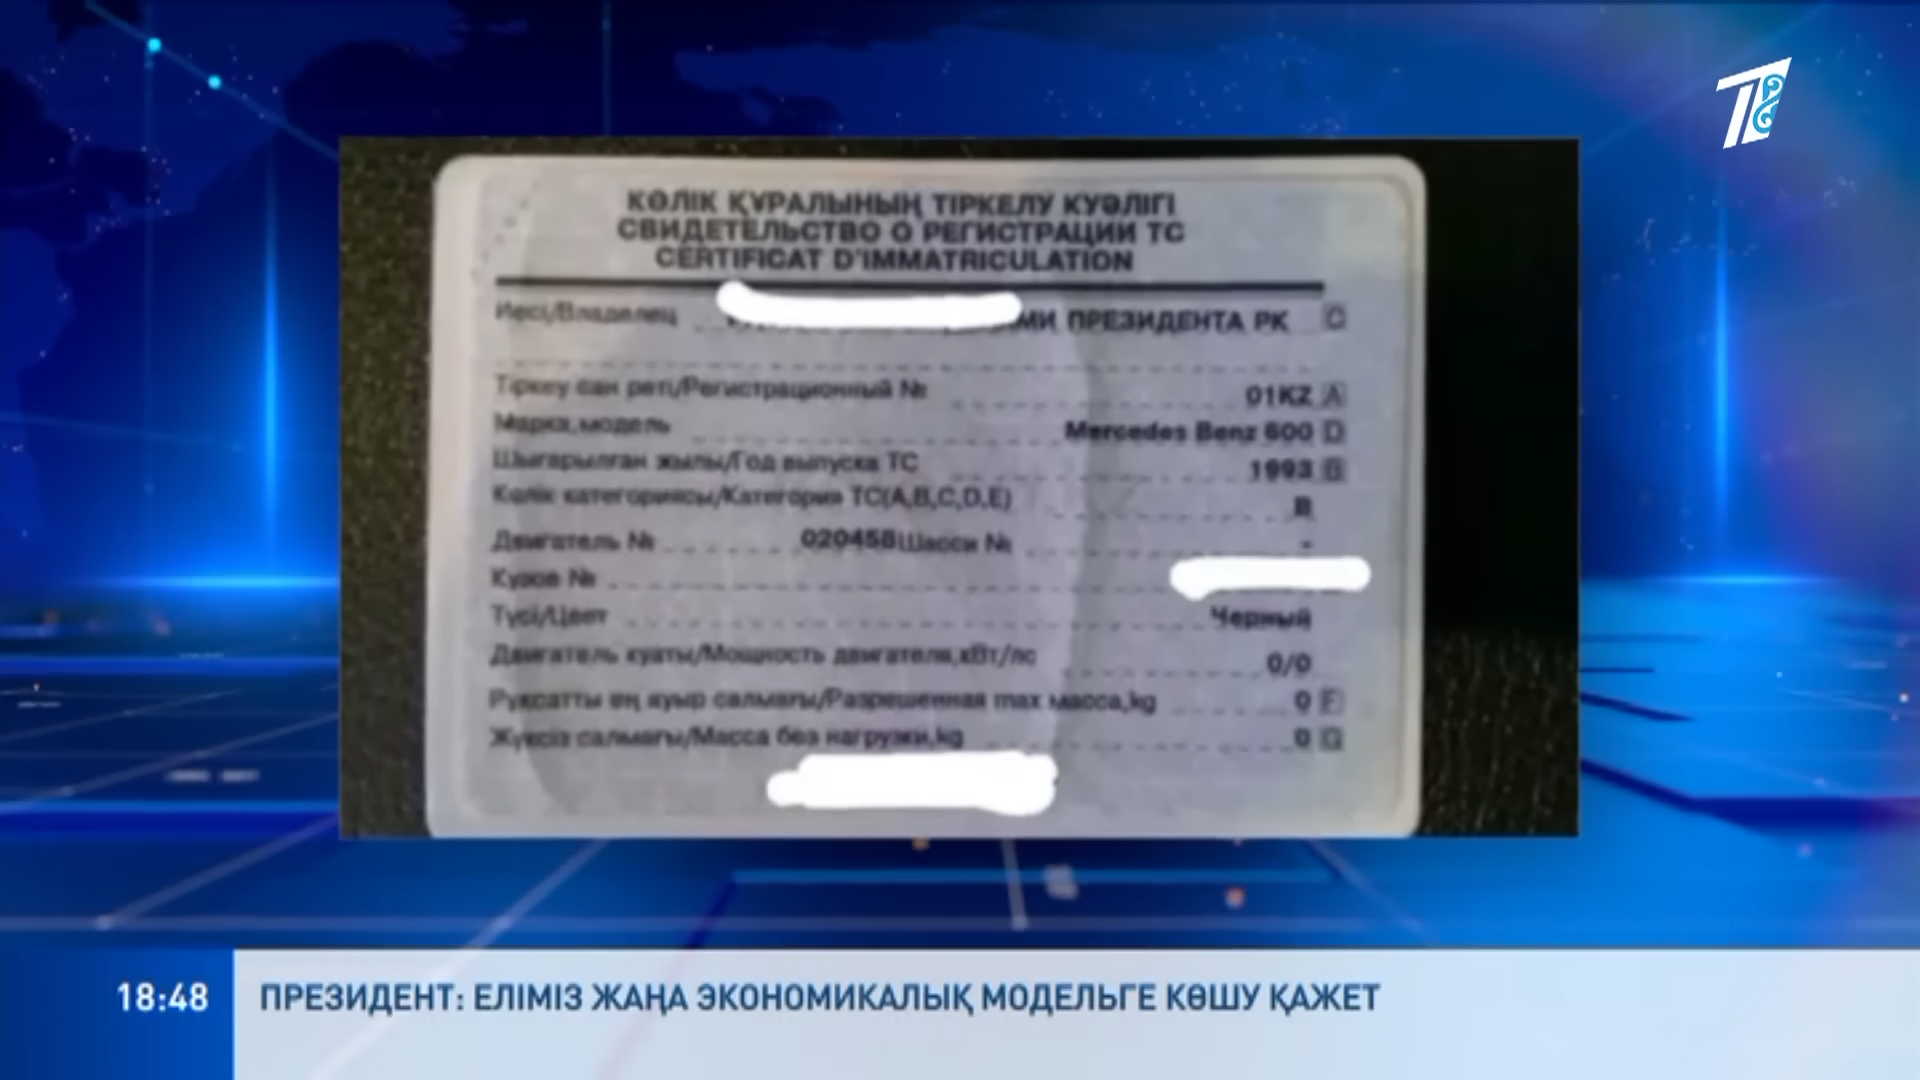 КӨЛІК ҚҰРАЛЫНЫҢ ТІРКЕЛУ КУӘЛІГІ
СВИДЕТЕЛЬСТВО О РЕГИСТРАЦИИ ТС
CERTIFICAT D'IMMATRICULATION
Иесі/Владелец ПРЕЗИДЕНТА РК C
Тіркеу сан реті/Регистрационный № 01KZ A
Марка,модель Mercedes Benz 600 D
Шығарылған жылы/Год выпуска ТС 1993 B
Көлік категориясы/Категория ТС(A,B,C,D,E) B
Двигатель № 020458 Шасси № -
Кузов №
Түсі/Цвет Черный
Двигатель қуаты/Мощность двигателя,кВт/лс 0/0
Рұқсатты ең ауыр салмағы/Разрешенная max масса,kg 0 F
Жүксіз салмағы/Масса без нагрузки,kg 0 G
18:48 ПРЕЗИДЕНТ: ЕЛІМІЗ ЖАҢА ЭКОНОМИКАЛЫҚ МОДЕЛЬГЕ КӨШУ ҚАЖЕТ